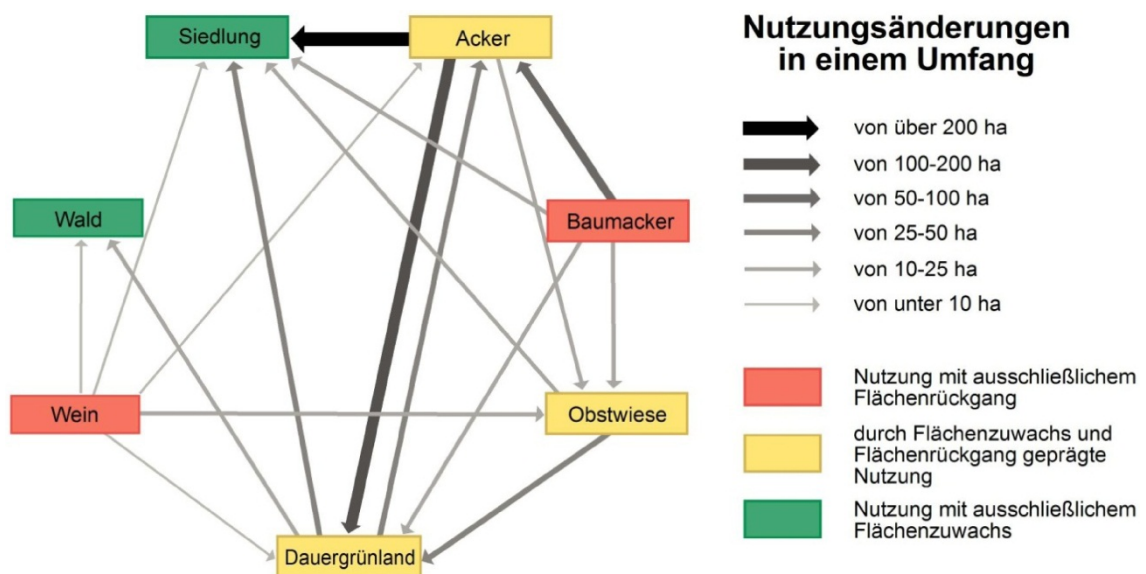 Siedlung
Acker
Wald
Baumacker
Wein
Obstwiese
Dauergrünland
Nutzungsänderungen
in einem Umfang
von über 200 ha
von 100-200 ha
von 50-100 ha
von 25-50 ha
von 10-25 ha
von unter 10 ha
Nutzung mit ausschließlichem
Flächenrückgang
durch Flächenzuwachs und
Flächenrückgang geprägte
Nutzung
Nutzung mit ausschließlichem
Flächenzuwachs